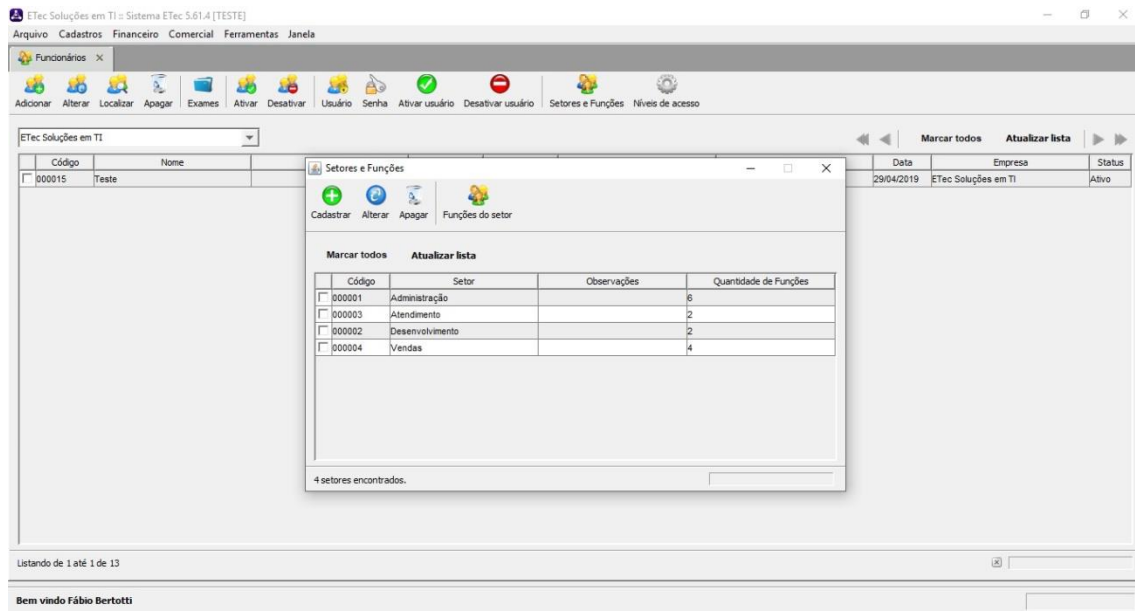 ETec Soluções em TI :: Sistema ETec 5.61.4 [TESTE]
Arquivo Cadastros Financeiro Comercial Ferramentas Janela
Funcionários
Adicionar Alterar Localizar Apagar Exames Ativar Desativar Usuário Senha Ativar usuário Desativar usuário Setores e Funções Níveis de acesso
ETec Soluções em TI Marcar todos Atualizar lista
Código Nome Data Empresa Status
000015 Teste 29/04/2019 ETec Soluções em TI Ativo
Setores e Funções
Cadastrar Alterar Apagar Funções do setor
Marcar todos Atualizar lista
Código Setor Observações Quantidade de Funções
000001 Administração 6
000003 Atendimento 2
000002 Desenvolvimento 2
000004 Vendas 4
4 setores encontrados.
Listando de 1 até 1 de 13
Bem vindo Fábio Bertotti